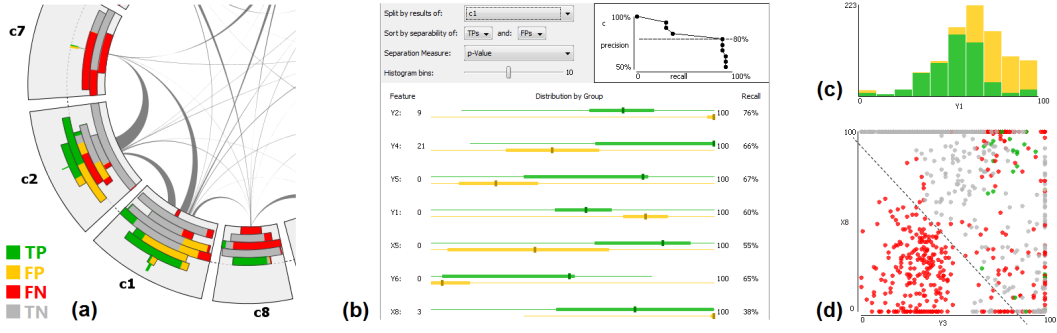 c7
c2
c1
c8
TP
FP
FN
TN
(a)
Split by results of: c1
Sort by separability of: TPs and: FPs
Separation Measure: p-Value
Histogram bins: 10
100%
c
precision
50%
80%
0 recall 100%
Feature Distribution by Group Recall
Y2: 9 100 76%
Y4: 21 100 66%
Y5: 0 100 67%
Y1: 0 100 60%
X5: 0 100 55%
Y6: 0 100 65%
X8: 3 100 38%
(b)
223
0 Y1 100
(c)
100
X8
0
Y3 100
(d)